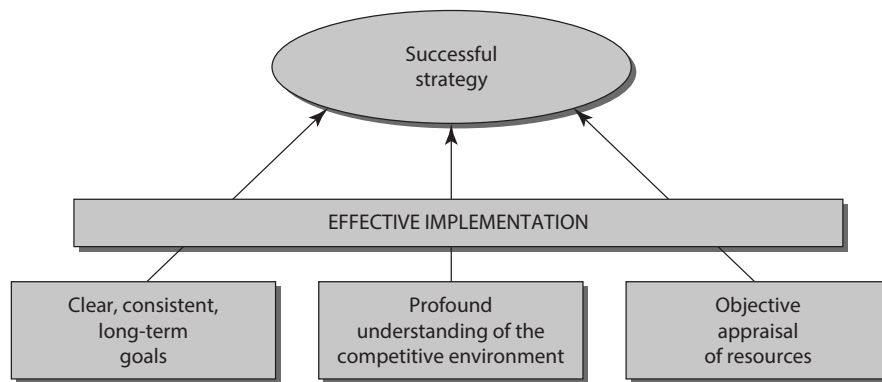 Successful
strategy
EFFECTIVE IMPLEMENTATION
Clear, consistent,
long-term
goals
Profound
understanding of the
competitive environment
Objective
appraisal
of resources